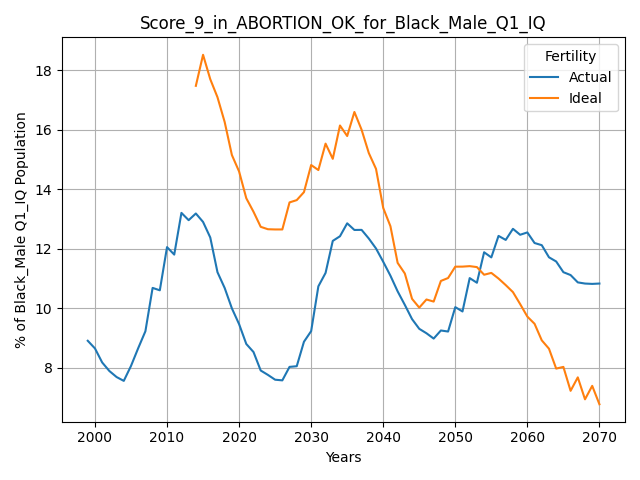 Score_9_in_ABORTION_OK_for_Black_Male_Q1_IQ
Fertility
Actual
Ideal
% of Black_Male Q1_IQ Population
18
16
14
12
10
8
2000 2010 2020 2030 2040 2050 2060 2070
Years